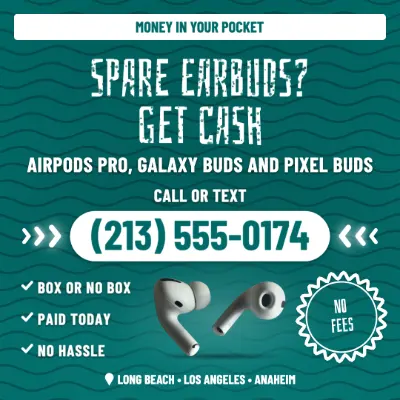 MONEY IN YOUR POCKET
SPARE EARBUDS?
GET CASH
AIRPODS PRO, GALAXY BUDS AND PIXEL BUDS
CALL OR TEXT
(213) 555-0174
BOX OR NO BOX
PAID TODAY
NO HASSLE
NO
FEES
LONG BEACH • LOS ANGELES • ANAHEIM